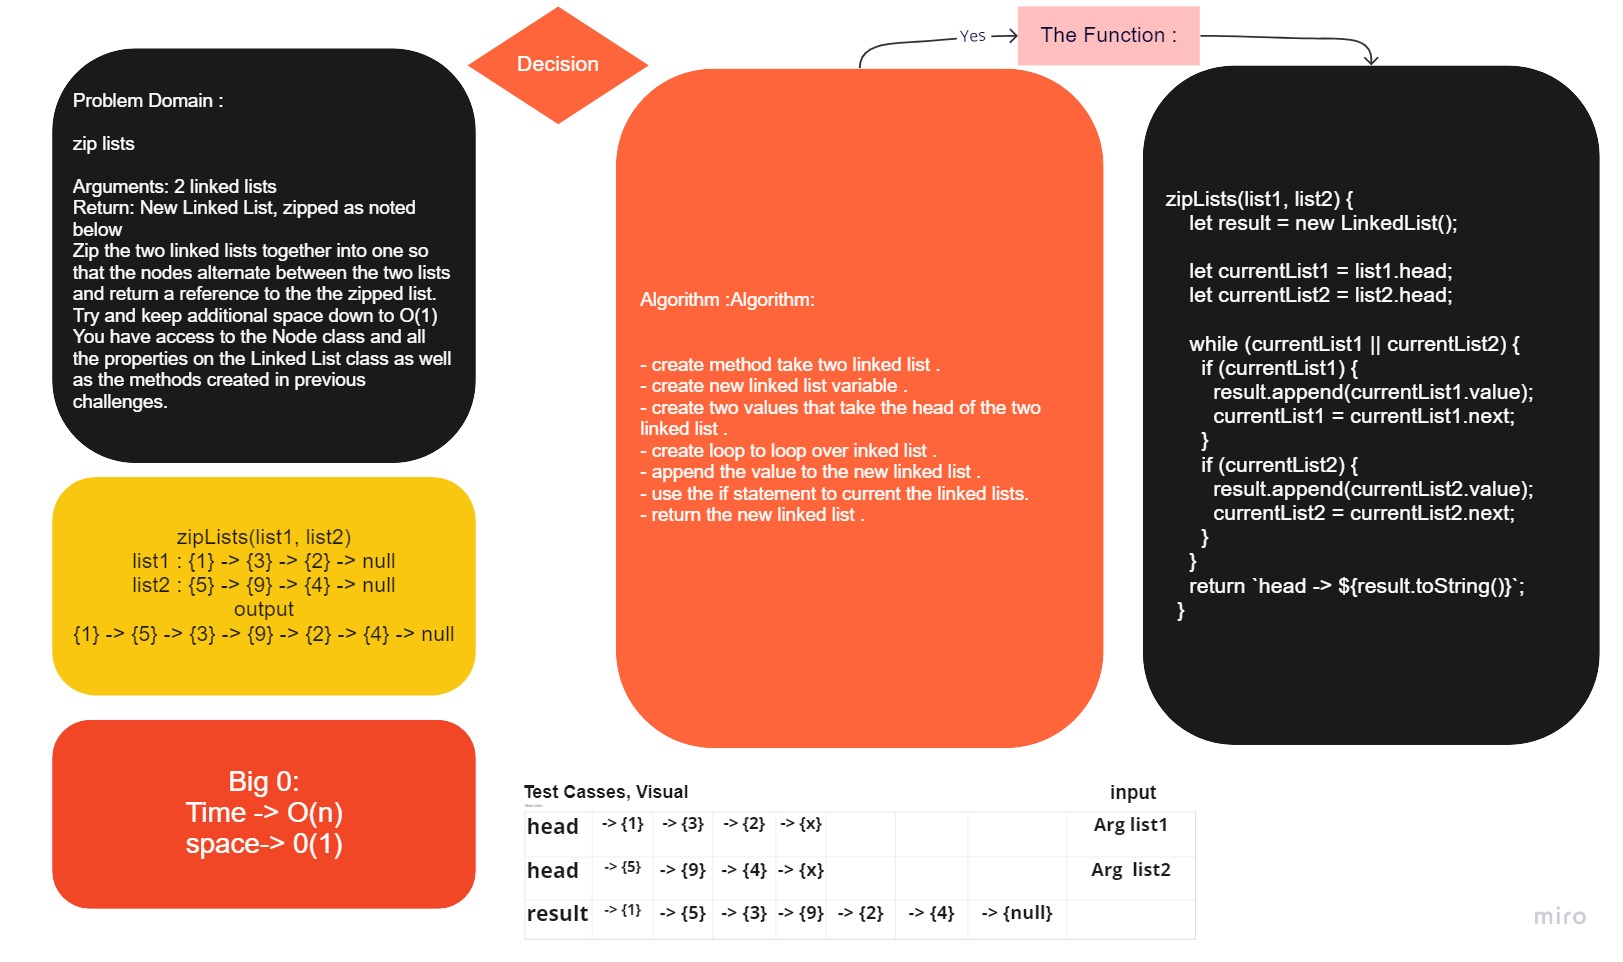 Problem Domain :
zip lists
Arguments: 2 linked lists
Return: New Linked List, zipped as noted
below
Zip the two linked lists together into one so
that the nodes alternate between the two lists
and return a reference to the the zipped list.
Try and keep additional space down to O(1)
You have access to the Node class and all
the properties on the Linked List class as well
as the methods created in previous
challenges.
zipLists(list1, list2)
list1 : {1} -> {3} -> {2} -> null
list2 : {5} -> {9} -> {4} -> null
output
{1} -> {5} -> {3} -> {9} -> {2} -> {4} -> null
Big 0:
Time -> O(n)
space-> 0(1)
Decision
Algorithm :Algorithm:
- create method take two linked list .
- create new linked list variable .
- create two values that take the head of the two
linked list .
- create loop to loop over inked list .
- append the value to the new linked list .
- use the if statement to current the linked lists.
- return the new linked list .
Yes
The Function :
zipLists(list1, list2) {
let result = new LinkedList();
let currentList1 = list1.head;
let currentList2 = list2.head;
while (currentList1 || currentList2) {
if (currentList1) {
result.append(currentList1.value);
currentList1 = currentList1.next;
}
if (currentList2) {
result.append(currentList2.value);
currentList2 = currentList2.next;
}
}
return `head -> ${result.toString()}`;
}
Test Casses, Visual
input
head -> {1} -> {3} -> {2} -> {x} Arg list1
head -> {5} -> {9} -> {4} -> {x} Arg list2
result -> {1} -> {5} -> {3} -> {9} -> {2} -> {4} -> {null}
miro